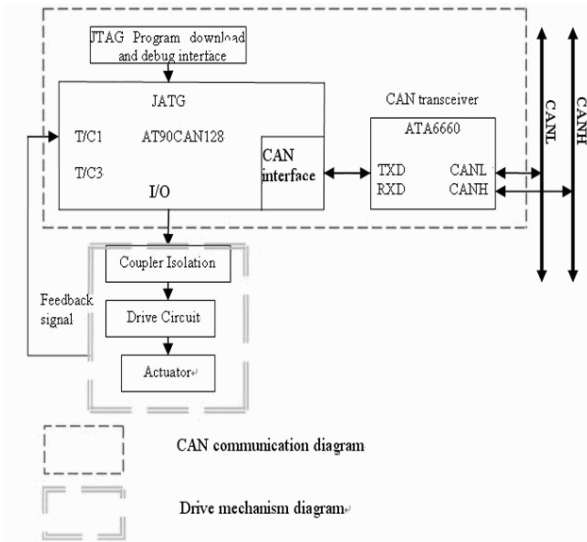 JTAG Program download
and debug interface
JATG
AT90CAN128
T/C1
T/C3
I/O
CAN
interface
CAN transceiver
ATA6660
TXD
CANL
RXD
CANH
CANL
CANH
Coupler Isolation
Drive Circuit
Actuator↵
Feedback
signal
CAN communication diagram
Drive mechanism diagram↵